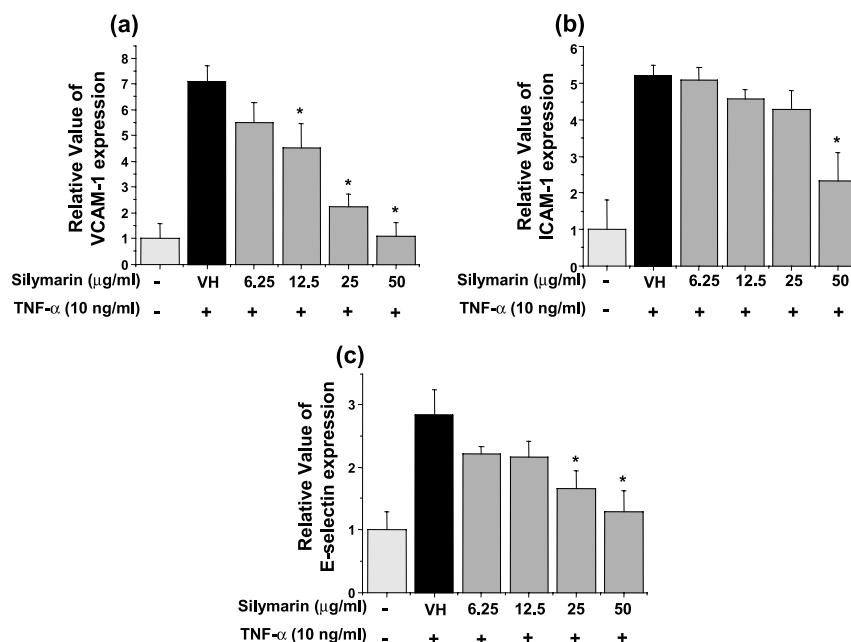 (a)
Relative Value of
VCAM-1 expression
8
7
6
5
4
3
2
1
0
*
*
*
Silymarin (μg/ml) - VH 6.25 12.5 25 50
TNF-α (10 ng/ml) - + + + + +
(b)
Relative Value of
ICAM-1 expression
6
5
4
3
2
1
0
*
Silymarin (μg/ml) - VH 6.25 12.5 25 50
TNF-α (10 ng/ml) - + + + + +
(c)
Relative Value of
E-selectin expression
3
2
1
0
*
*
Silymarin (μg/ml) - VH 6.25 12.5 25 50
TNF-α (10 ng/ml) - + + + + +